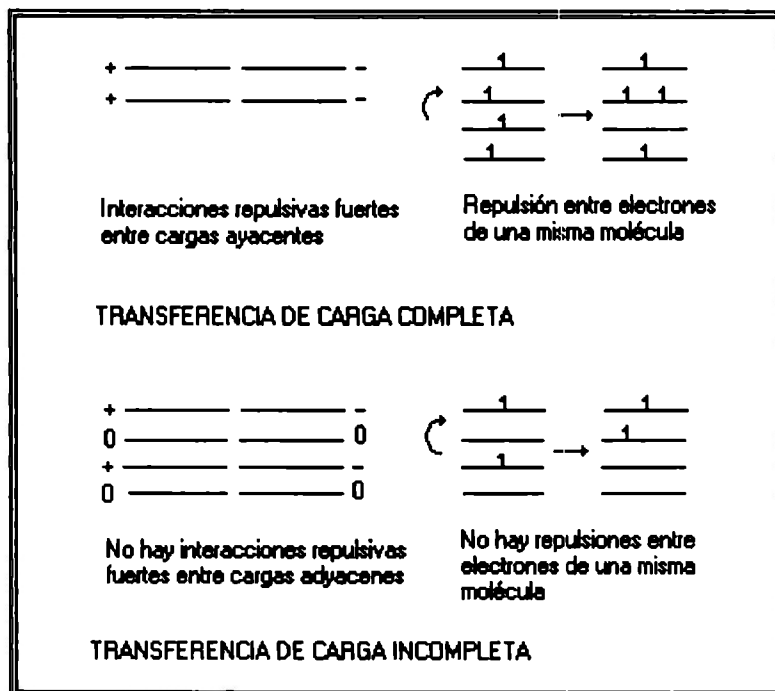 + - 1 1
+ - 1 1 1
1
1 1
Interacciones repulsivas fuertes
entre cargas ayacentes
Repulsión entre electrones
de una misma molécula
TRANSFERENCIA DE CARGA COMPLETA
+ - 1 1
0 0 1
+ - 1
0 0
No hay interacciones repulsivas
fuertes entre cargas adyacenes
No hay repulsiones entre
electrones de una misma
molécula
TRANSFERENCIA DE CARGA INCOMPLETA